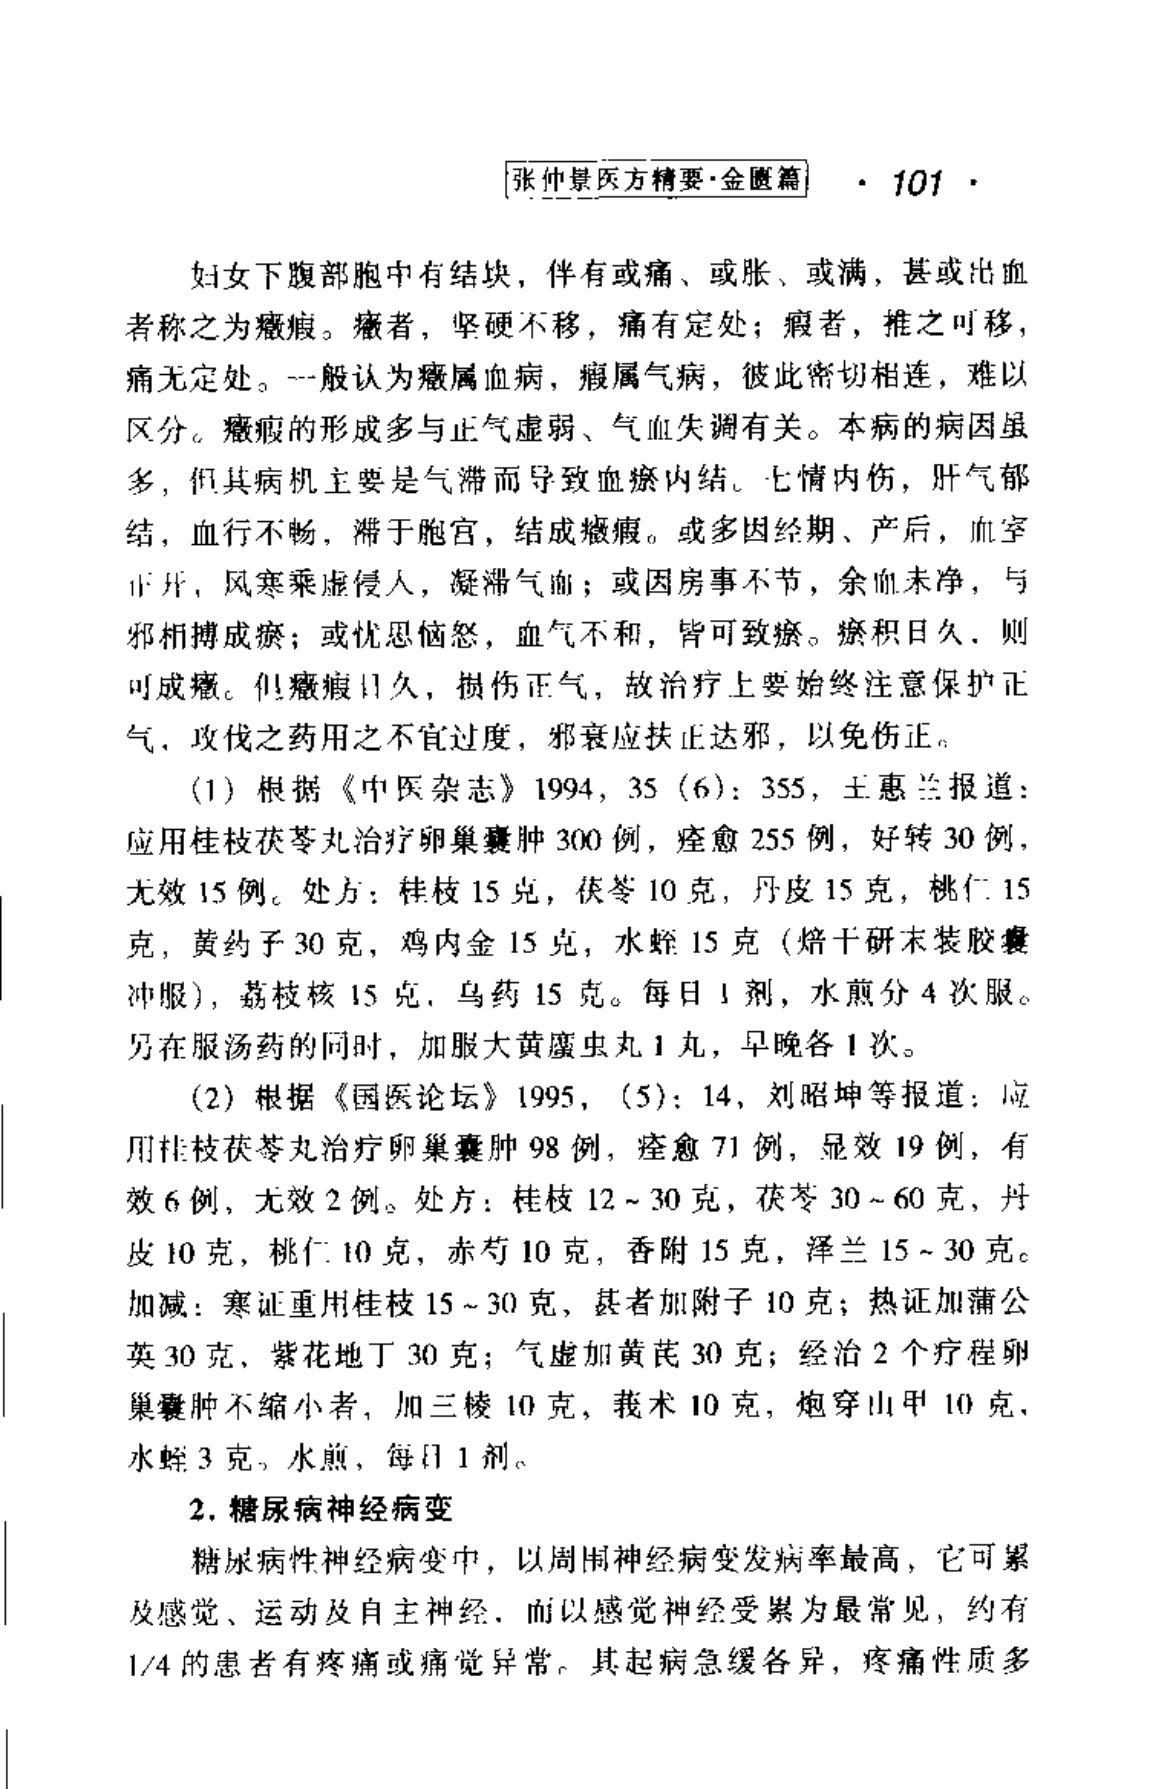 张仲景医方精要·金匮篇 · 101 ·
妇女下腹部胞中有结块，伴有或痛、或胀、或满，甚或出血
者称之为癥瘕。癥者，坚硬不移，痛有定处；瘕者，推之可移，
痛无定处。一般认为癥属血病，瘕属气病，彼此密切相连，难以
区分。癥瘕的形成多与正气虚弱、气血失调有关。本病的病因虽
多，但其病机主要是气滞而导致血瘀内结。七情内伤，肝气郁
结，血行不畅，滞于胞宫，结成癥瘕。或多因经期、产后，血室
正开，风寒乘虚侵入，凝滞气血；或因房事不节，余血未净，与
邪相搏成瘀；或忧思恼怒，血气不和，皆可致瘀。瘀积日久，则
可成癥。但癥瘕日久，损伤正气，故治疗上要始终注意保护正
气，攻伐之药用之不宜过度，邪衰应扶正达邪，以免伤正。
(1) 根据《中医杂志》1994，35（6）：355，王惠兰报道：
应用桂枝茯苓丸治疗卵巢囊肿 300 例，痊愈 255 例，好转 30 例，
无效 15 例。处方：桂枝 15 克，茯苓 10 克，丹皮 15 克，桃仁 15
克，黄药子 30 克，鸡内金 15 克，水蛭 15 克（焙干研末装胶囊
冲服），荔枝核 15 克，乌药 15 克。每日 1 剂，水煎分 4 次服。
另在服汤药的同时，加服大黄䗪虫丸 1 丸，早晚各 1 次。
(2) 根据《国医论坛》1995，（5）：14，刘昭坤等报道：应
用桂枝茯苓丸治疗卵巢囊肿 98 例，痊愈 71 例，显效 19 例，有
效 6 例，无效 2 例。处方：桂枝 12～30 克，茯苓 30～60 克，丹
皮 10 克，桃仁 10 克，赤芍 10 克，香附 15 克，泽兰 15～30 克。
加减：寒证重用桂枝 15～30 克，甚者加附子 10 克；热证加蒲公
英 30 克，紫花地丁 30 克；气虚加黄芪 30 克；经治 2 个疗程卵
巢囊肿不缩小者，加三棱 10 克，莪术 10 克，炮穿山甲 10 克，
水蛭 3 克。水煎，每日 1 剂。
2. 糖尿病神经病变
糖尿病性神经病变中，以周围神经病变发病率最高，它可累
及感觉、运动及自主神经，而以感觉神经受累为最常见，约有
1/4 的患者有疼痛或痛觉异常。其起病急缓各异，疼痛性质多